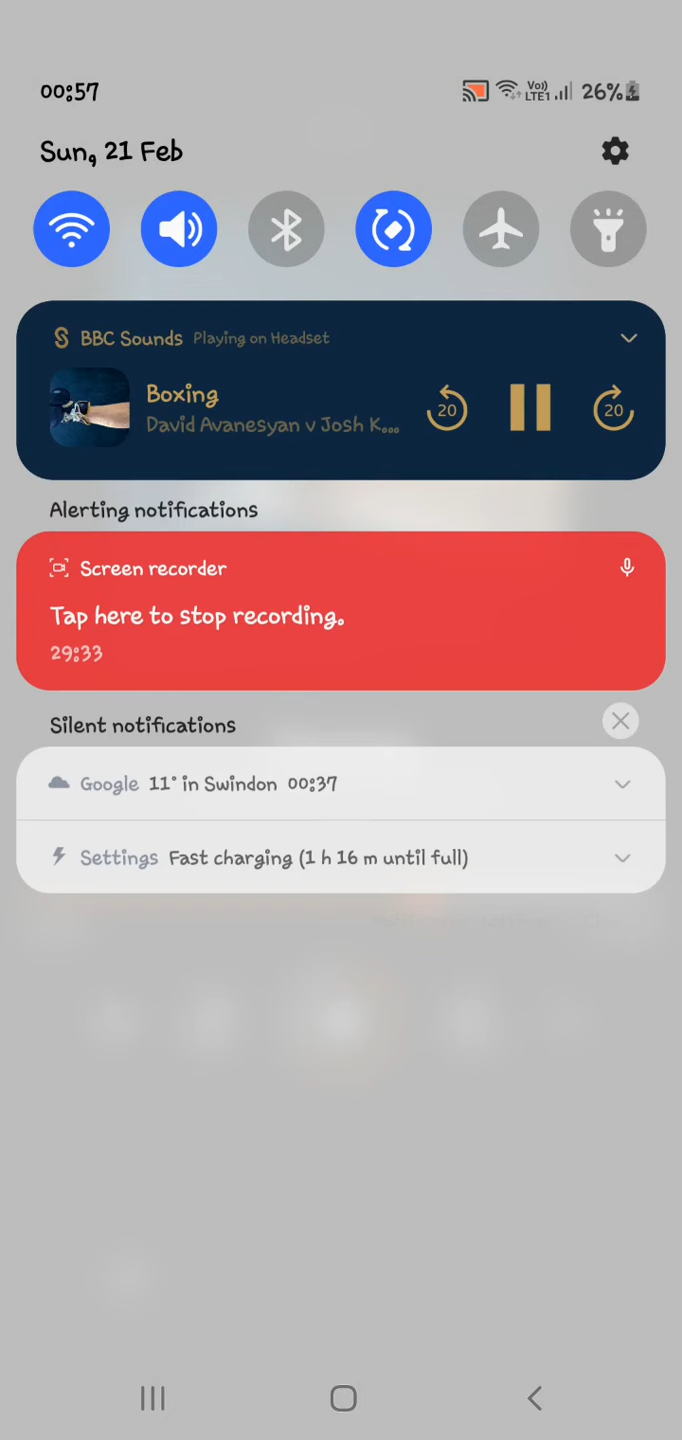 00:57 Vo)) LTE1 26%
Sun, 21 Feb
BBC Sounds Playing on Headset
Boxing
David Avanesyan v Josh K...
20 20
Alerting notifications
Screen recorder
Tap here to stop recording.
29:33
Silent notifications
Google 11° in Swindon 00:37
Settings Fast charging (1 h 16 m until full)